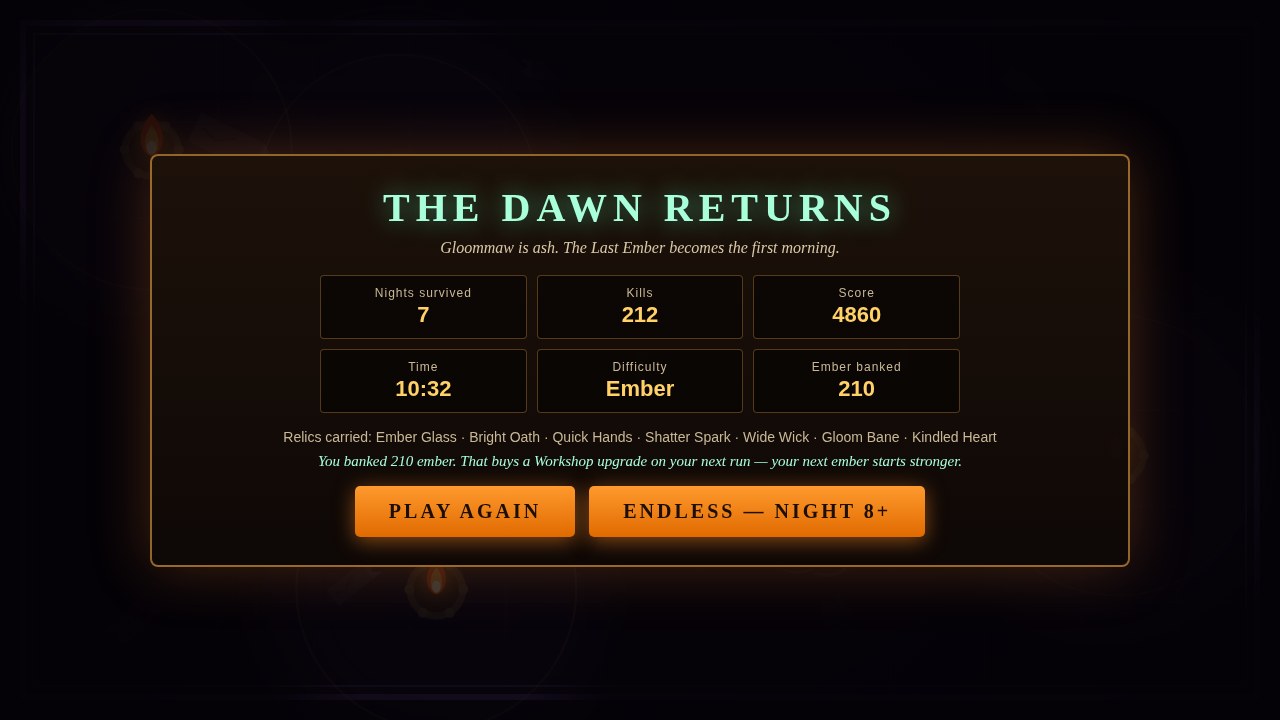 THE DAWN RETURNS
Gloommaw is ash. The Last Ember becomes the first morning.
Nights survived
7
Kills
212
Score
4860
Time
10:32
Difficulty
Ember
Ember banked
210
Relics carried: Ember Glass · Bright Oath · Quick Hands · Shatter Spark · Wide Wick · Gloom Bane · Kindled Heart
You banked 210 ember. That buys a Workshop upgrade on your next run — your next ember starts stronger.
PLAY AGAIN
ENDLESS — NIGHT 8+